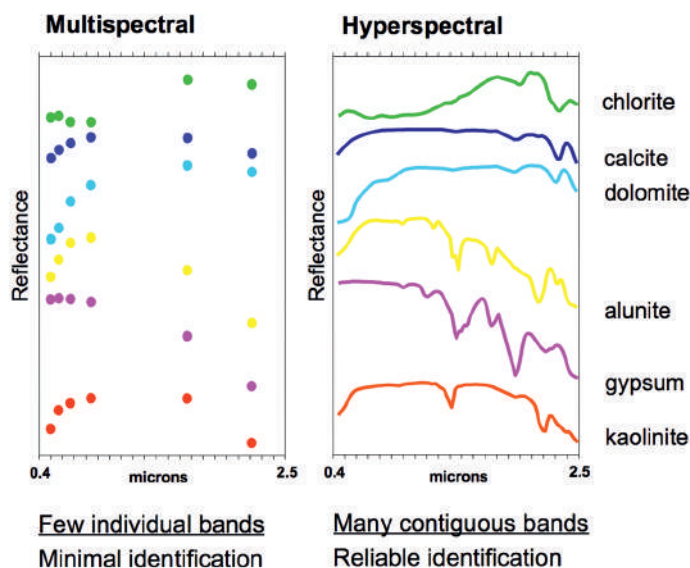 Multispectral
Hyperspectral
Reflectance
Reflectance
chlorite
calcite
dolomite
alunite
gypsum
kaolinite
0.4 microns 2.5
0.4 microns 2.5
Few individual bands
Minimal identification
Many contiguous bands
Reliable identification